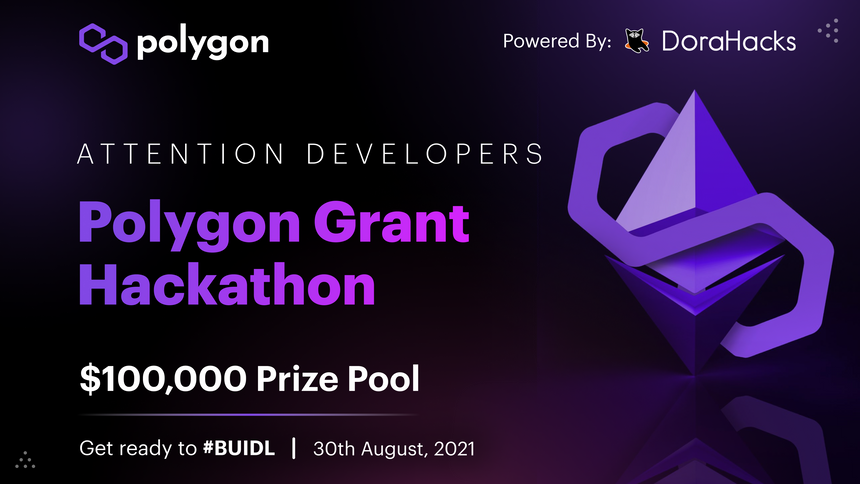 polygon
Powered By: DoraHacks
ATTENTION DEVELOPERS
Polygon Grant
Hackathon
$100,000 Prize Pool
Get ready to #BUIDL | 30th August, 2021